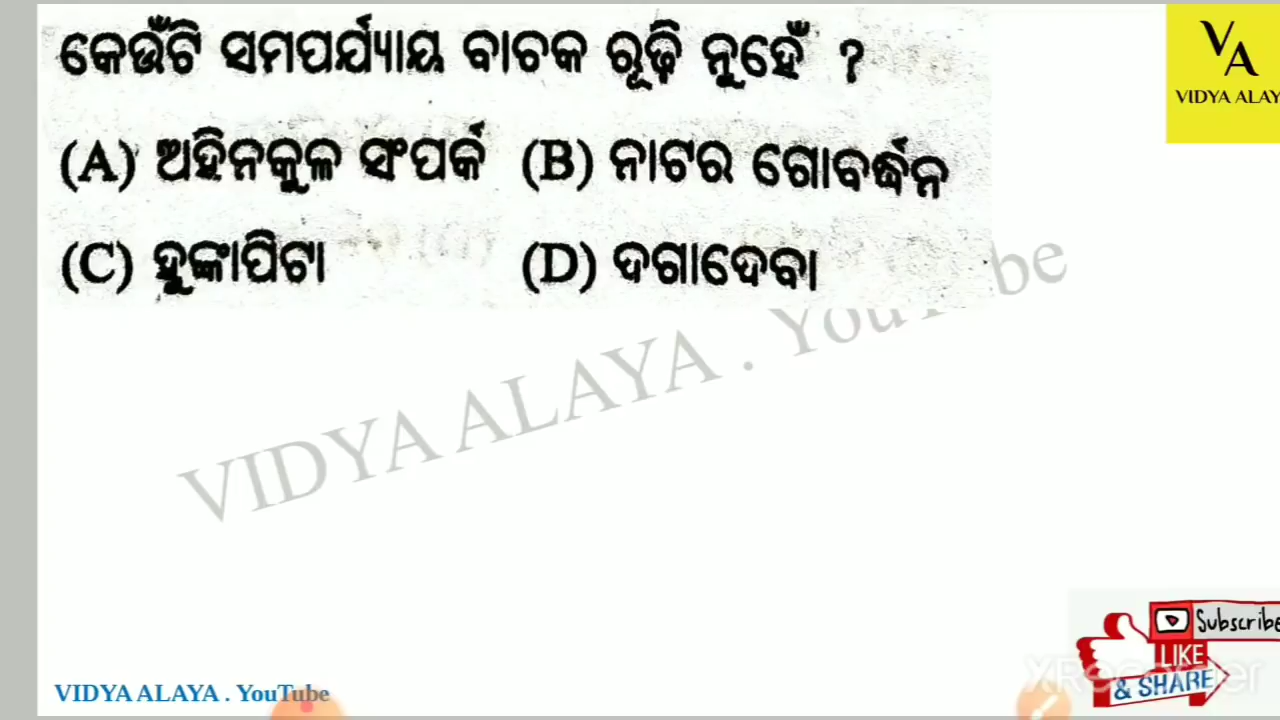 କେଉଁଟି ସମପର୍ଯ୍ୟାୟ ବାଚକ ରୂଢ଼ି ନୁହେଁ ?
(A) ଅହିନକୁଳ ସଂପର୍କ (B) ନାଟର ଗୋବର୍ଦ୍ଧନ
(C) ହୁଙ୍କାପିଟା (D) ଦଗାଦେବା
VA
VIDYA ALAY
VIDYA ALAYA . YouTube
Subscribe
LIKE
& SHARE
VIDYA ALAYA . YouTube
XRecorder